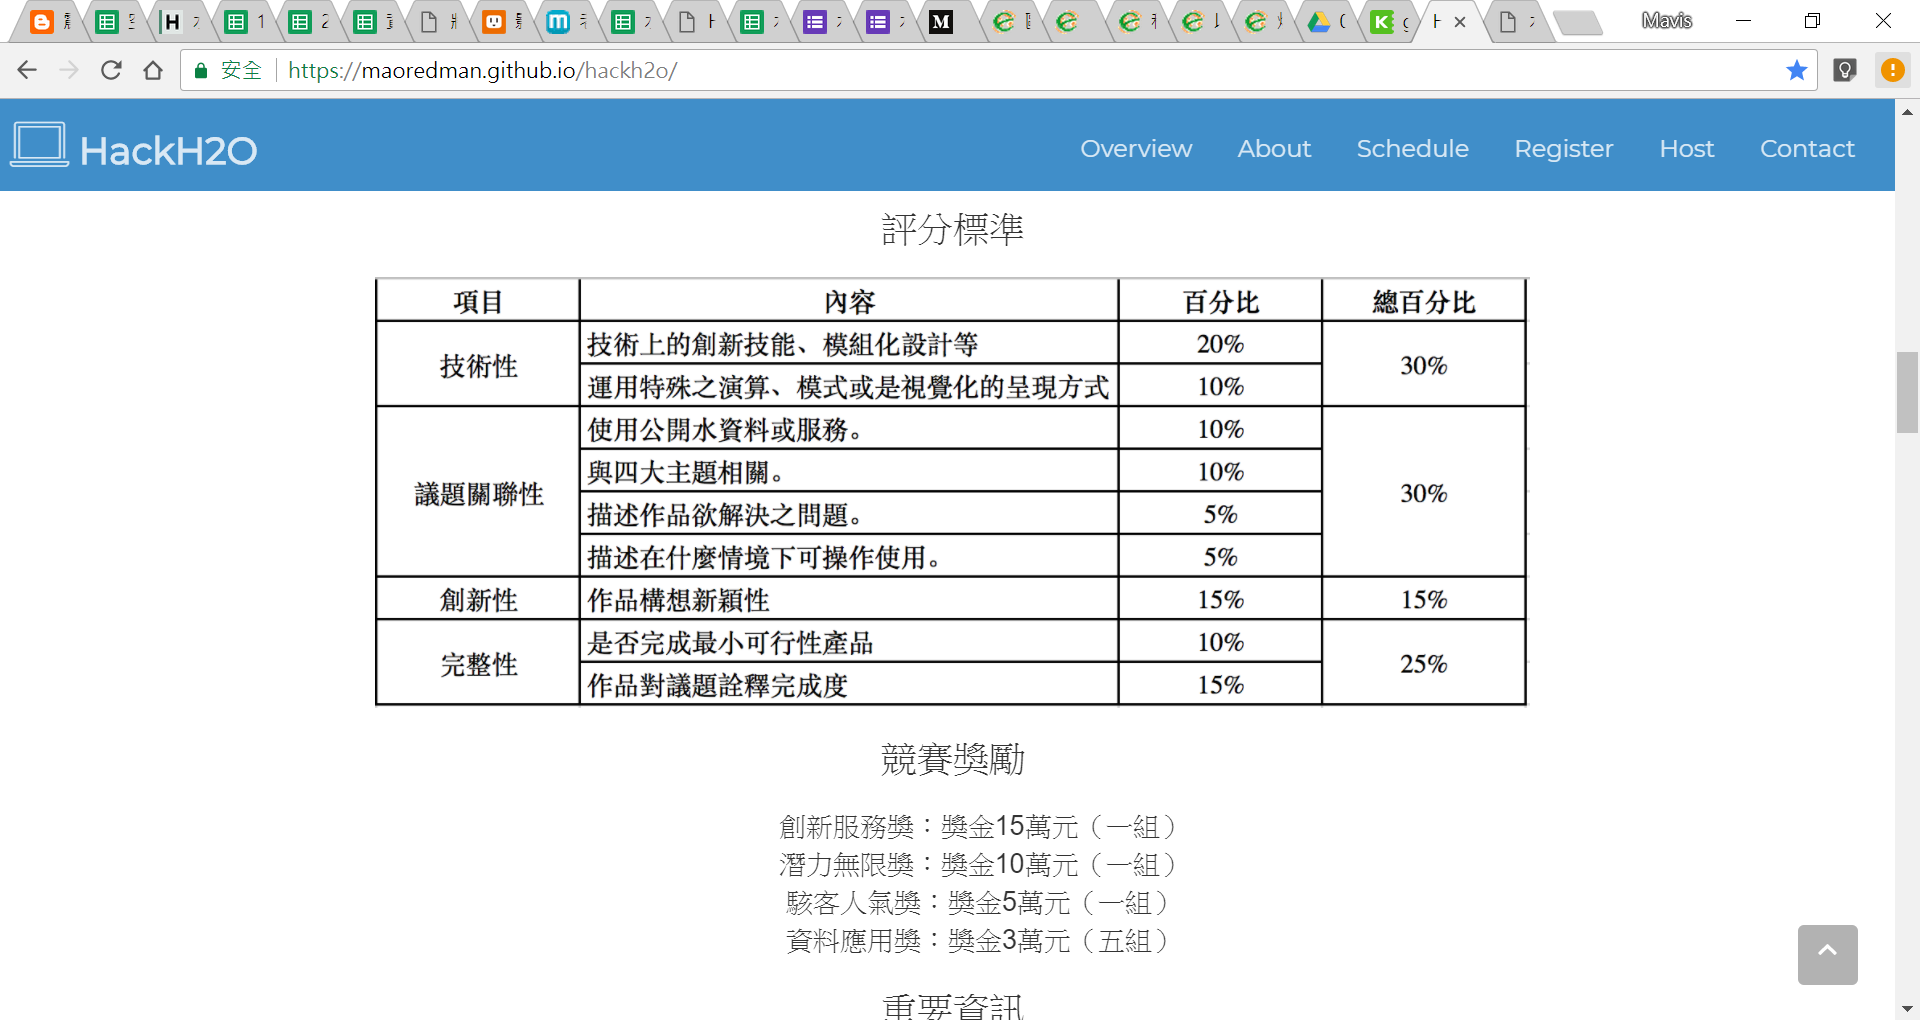 Mavis
安全 https://maoredman.github.io/hackh2o/
HackH2O Overview About Schedule Register Host Contact
評分標準
項目 內容 百分比 總百分比
技術性 技術上的創新技能、模組化設計等 20% 30%
運用特殊之演算、模式或是視覺化的呈現方式 10%
議題關聯性 使用公開水資料或服務。 10% 30%
與四大主題相關。 10%
描述作品欲解決之問題。 5%
描述在什麼情境下可操作使用。 5%
創新性 作品構想新穎性 15% 15%
完整性 是否完成最小可行性產品 10% 25%
作品對議題詮釋完成度 15%
競賽獎勵
創新服務獎：獎金15萬元（一組）
潛力無限獎：獎金10萬元（一組）
駭客人氣獎：獎金5萬元（一組）
資料應用獎：獎金3萬元（五組）
重要資訊